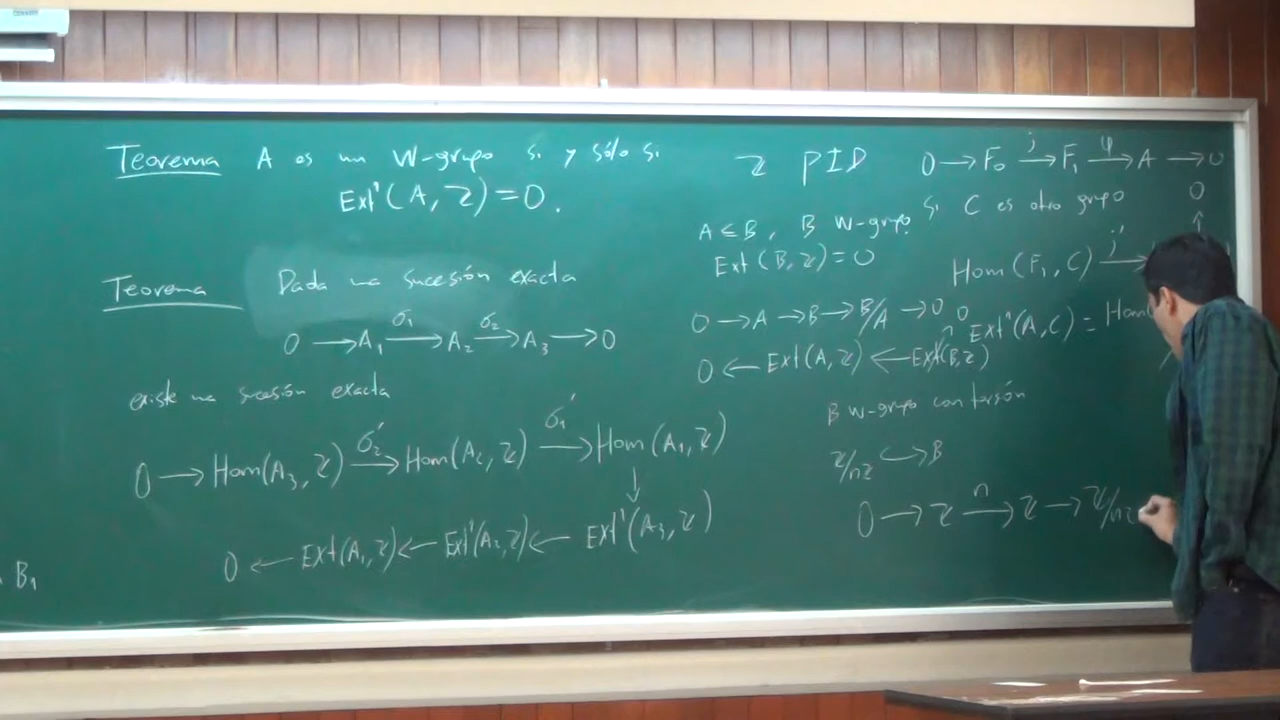 Teorema A es un W-grupo si y sólo si
Ext¹(A, Z) = 0.
Teorema Dada una sucesión exacta
0 → A₁ →σ₁ A₂ →σ₂ A₃ → 0
existe una sucesión exacta
0 → Hom(A₃, Z) →σ₂' Hom(A₂, Z) →σ₁' Hom(A₁, Z)
↓
0 ← Ext(A₁, Z) ← Ext¹(A₂, Z) ← Ext¹(A₃, Z)
B₁
Z PID
0 → F₀ →j F₁ →φ A → 0
Si C es otro grupo
0
↑
Hom(F₁, C) →j'
Ext¹(A, C) = Hom(
A ⊆ B, B W-grupo
Ext(B, Z) = 0
0 → A → B → B/A → 0
0 ← Ext(A, Z) ← Ext(B, Z)
0
B W-grupo con torsión
Z/nZ ↪ B
0 → Z →n Z → Z/nZ